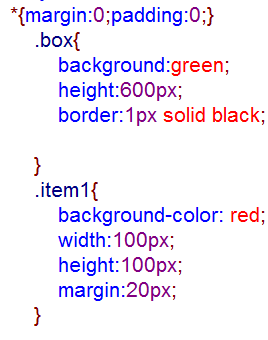 *{margin:0;padding:0;}
.box{
background:green;
height:600px;
border:1px solid black;
}
.item1{
background-color: red;
width:100px;
height:100px;
margin:20px;
}